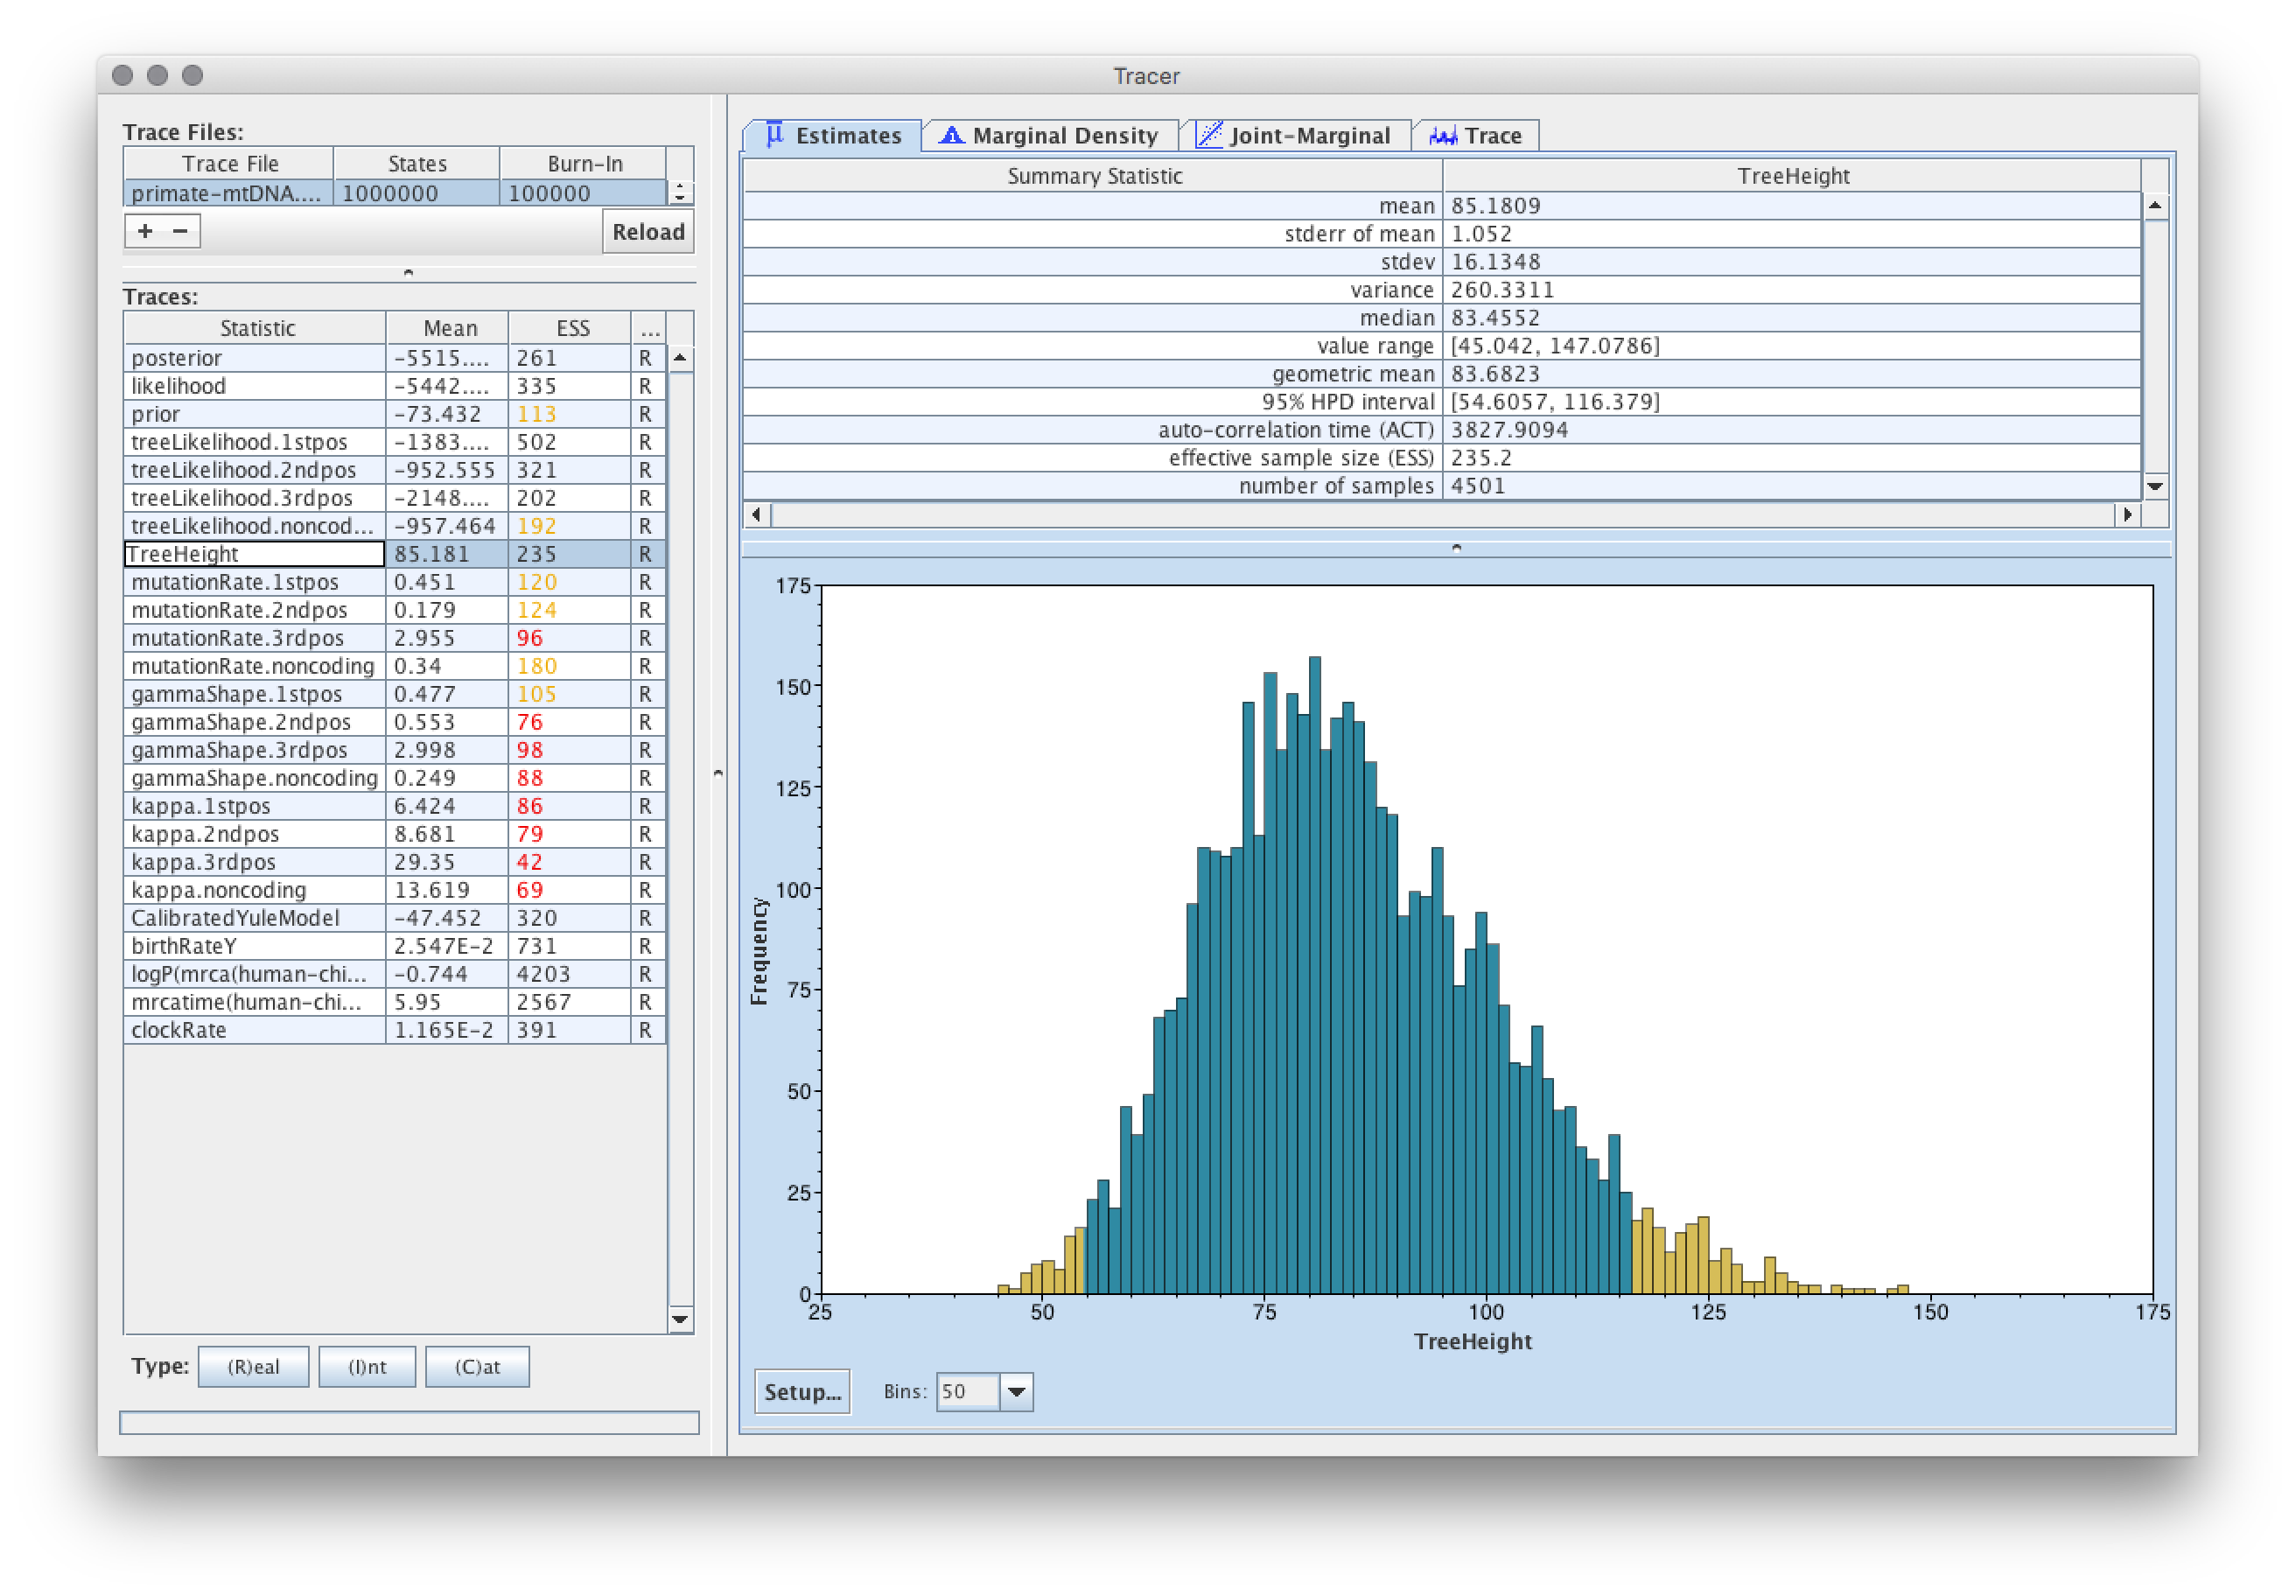 Tracer
Trace Files:
Trace File States Burn-In
primate-mtDNA.... 1000000 100000
+ − Reload
Traces:
Statistic Mean ESS ...
posterior -5515.... 261 R
likelihood -5442.... 335 R
prior -73.432 113 R
treeLikelihood.1stpos -1383.... 502 R
treeLikelihood.2ndpos -952.555 321 R
treeLikelihood.3rdpos -2148.... 202 R
treeLikelihood.noncod... -957.464 192 R
TreeHeight 85.181 235 R
mutationRate.1stpos 0.451 120 R
mutationRate.2ndpos 0.179 124 R
mutationRate.3rdpos 2.955 96 R
mutationRate.noncoding 0.34 180 R
gammaShape.1stpos 0.477 105 R
gammaShape.2ndpos 0.553 76 R
gammaShape.3rdpos 2.998 98 R
gammaShape.noncoding 0.249 88 R
kappa.1stpos 6.424 86 R
kappa.2ndpos 8.681 79 R
kappa.3rdpos 29.35 42 R
kappa.noncoding 13.619 69 R
CalibratedYuleModel -47.452 320 R
birthRateY 2.547E-2 731 R
logP(mrca(human-chi... -0.744 4203 R
mrcatime(human-chi... 5.95 2567 R
clockRate 1.165E-2 391 R
Type: (R)eal (I)nt (C)at
μ Estimates Marginal Density Joint-Marginal Trace
Summary Statistic TreeHeight
mean 85.1809
stderr of mean 1.052
stdev 16.1348
variance 260.3311
median 83.4552
value range [45.042, 147.0786]
geometric mean 83.6823
95% HPD interval [54.6057, 116.379]
auto-correlation time (ACT) 3827.9094
effective sample size (ESS) 235.2
number of samples 4501
175
150
125
100
75
50
25
0
Frequency
25 50 75 100 125 150 175
TreeHeight
Setup... Bins: 50